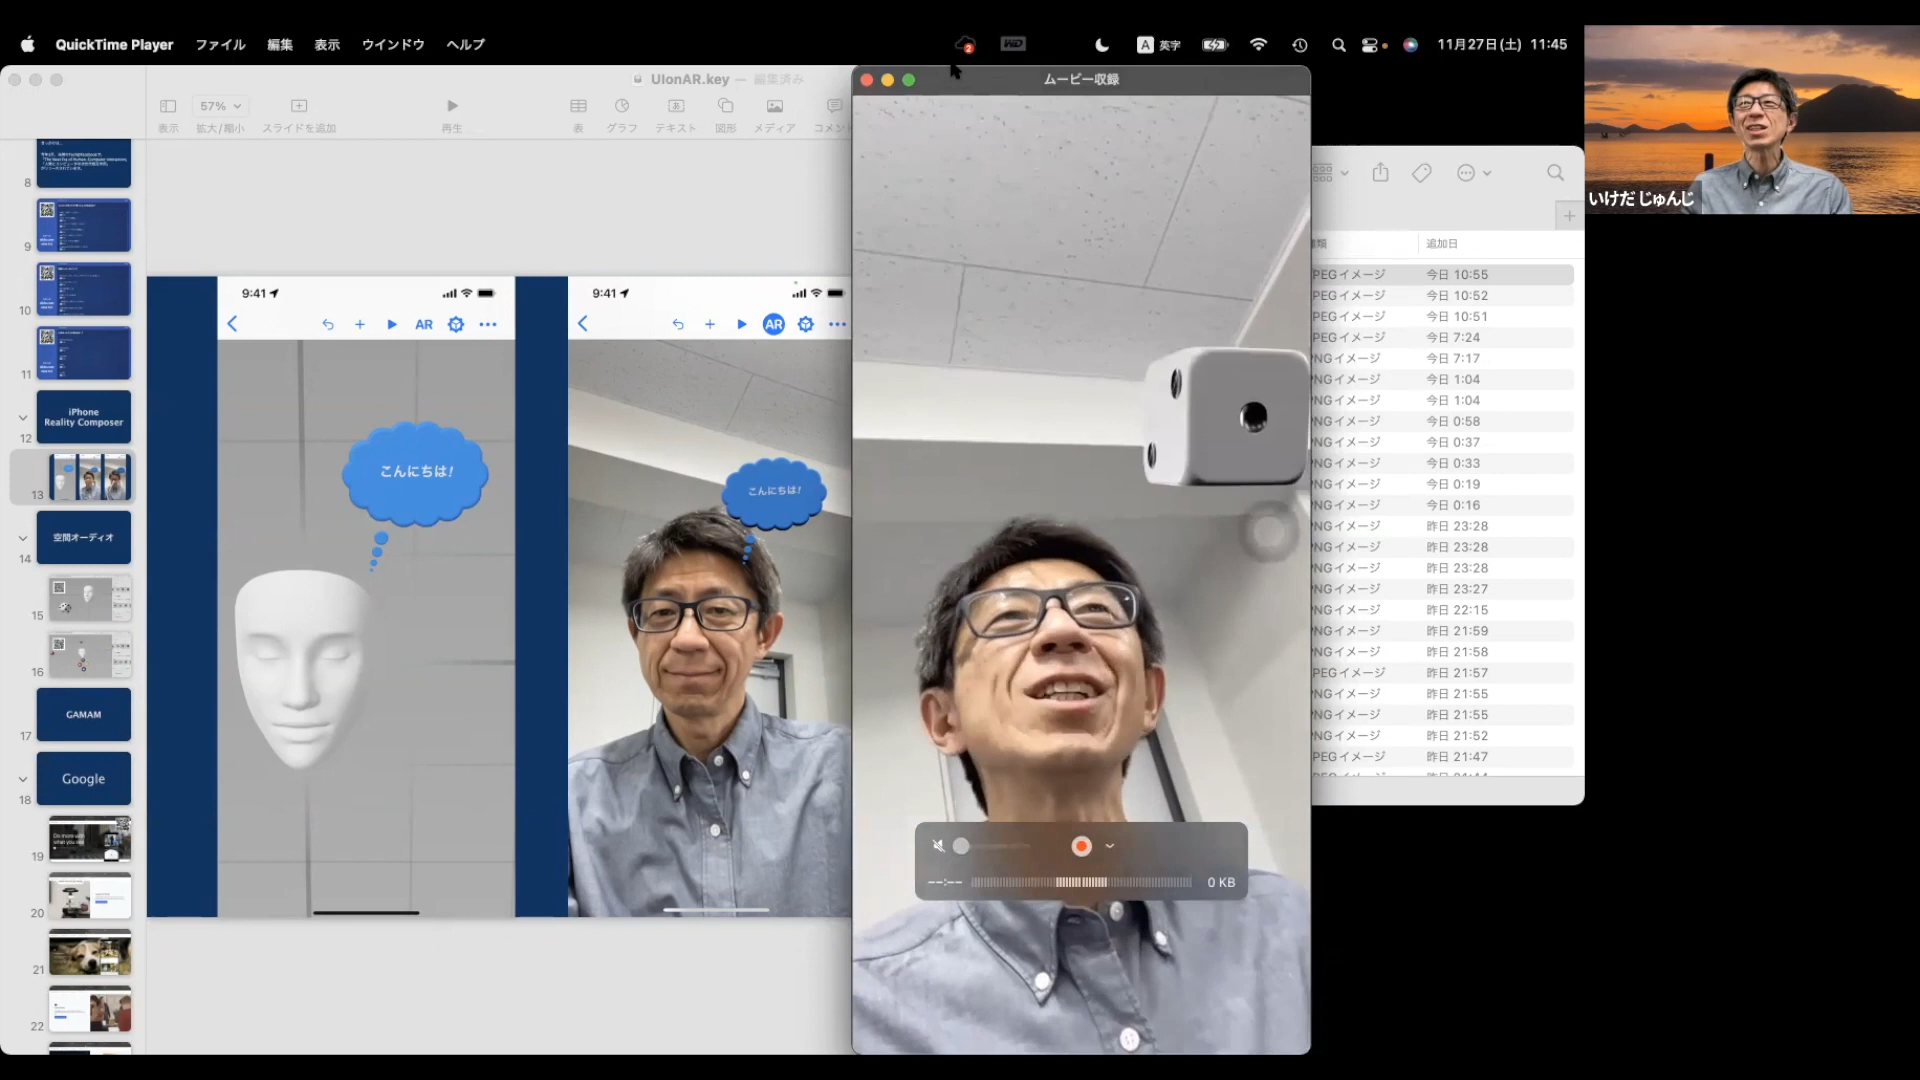 QuickTime Player ファイル 編集 表示 ウインドウ ヘルプ
2 A 英字 11月27日(土) 11:45
いけだ じゅんじ
UIonAR.key — 編集済み
57%
表示 拡大/縮小 スライドを追加 再生 表 グラフ テキスト 図形 メディア コメント
8
9
10
11
iPhone
Reality Composer
12
13
空間オーディオ
14
15
16
GAMAM
17
Google
18
19
20
21
22
9:41
AR
こんにちは!
9:41
AR
こんにちは!
ムービー収録
--:-- 0 KB
追加日
PEGイメージ 今日 10:55
PEGイメージ 今日 10:52
PEGイメージ 今日 10:51
PEGイメージ 今日 7:24
NGイメージ 今日 7:17
NGイメージ 今日 1:04
NGイメージ 今日 1:04
NGイメージ 今日 0:58
NGイメージ 今日 0:37
NGイメージ 今日 0:33
NGイメージ 今日 0:19
NGイメージ 今日 0:16
NGイメージ 昨日 23:28
NGイメージ 昨日 23:28
NGイメージ 昨日 23:28
NGイメージ 昨日 23:27
NGイメージ 昨日 22:15
NGイメージ 昨日 21:59
NGイメージ 昨日 21:58
PEGイメージ 昨日 21:57
NGイメージ 昨日 21:55
NGイメージ 昨日 21:55
NGイメージ 昨日 21:52
PEGイメージ 昨日 21:47